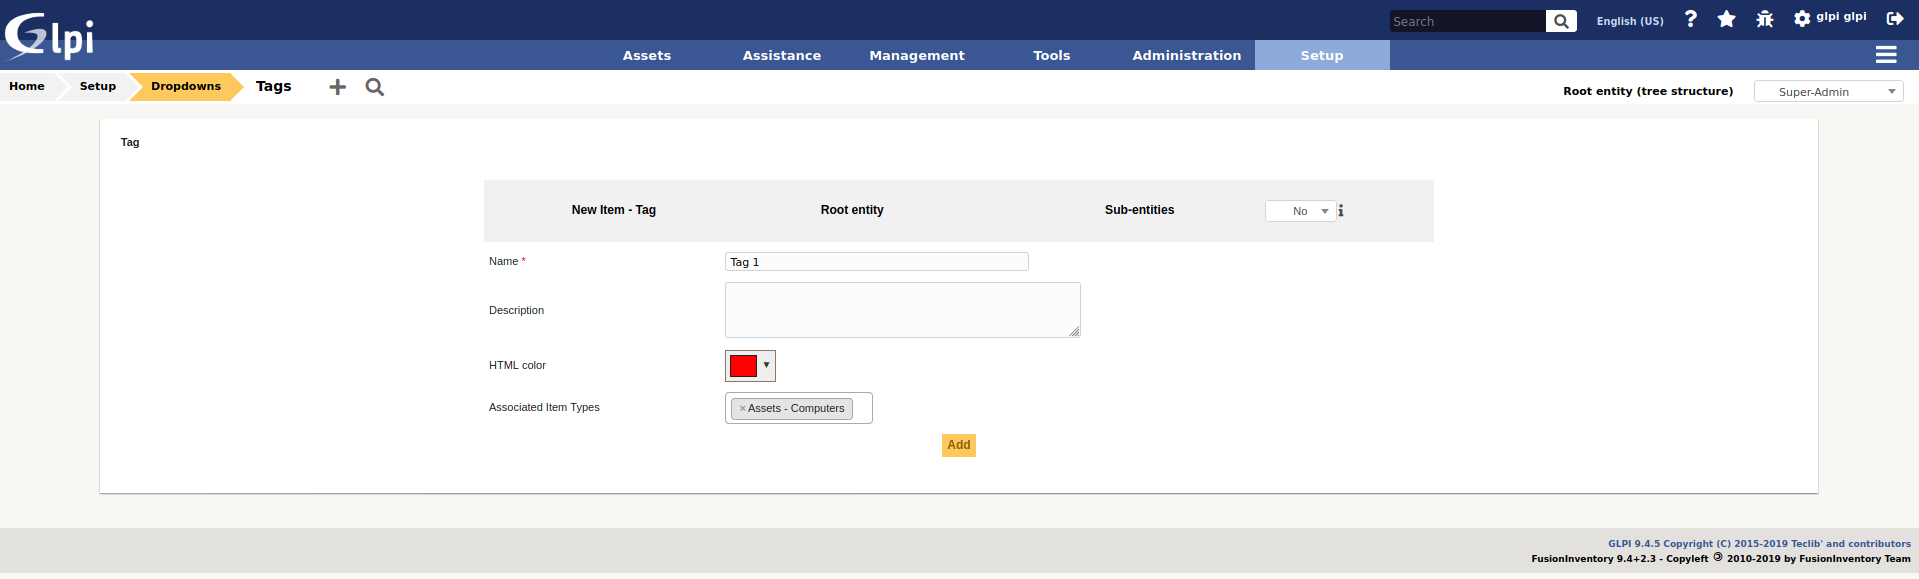 Glpi
Search
English (US)
glpi glpi
Assets Assistance Management Tools Administration Setup
Home Setup Dropdowns Tags
Root entity (tree structure) Super-Admin
Tag
New Item - Tag Root entity Sub-entities No
Name * Tag 1
Description
HTML color
Associated Item Types × Assets - Computers
Add
GLPI 9.4.5 Copyright (C) 2015-2019 Teclib' and contributors
FusionInventory 9.4+2.3 - Copyleft 🄯 2010-2019 by FusionInventory Team